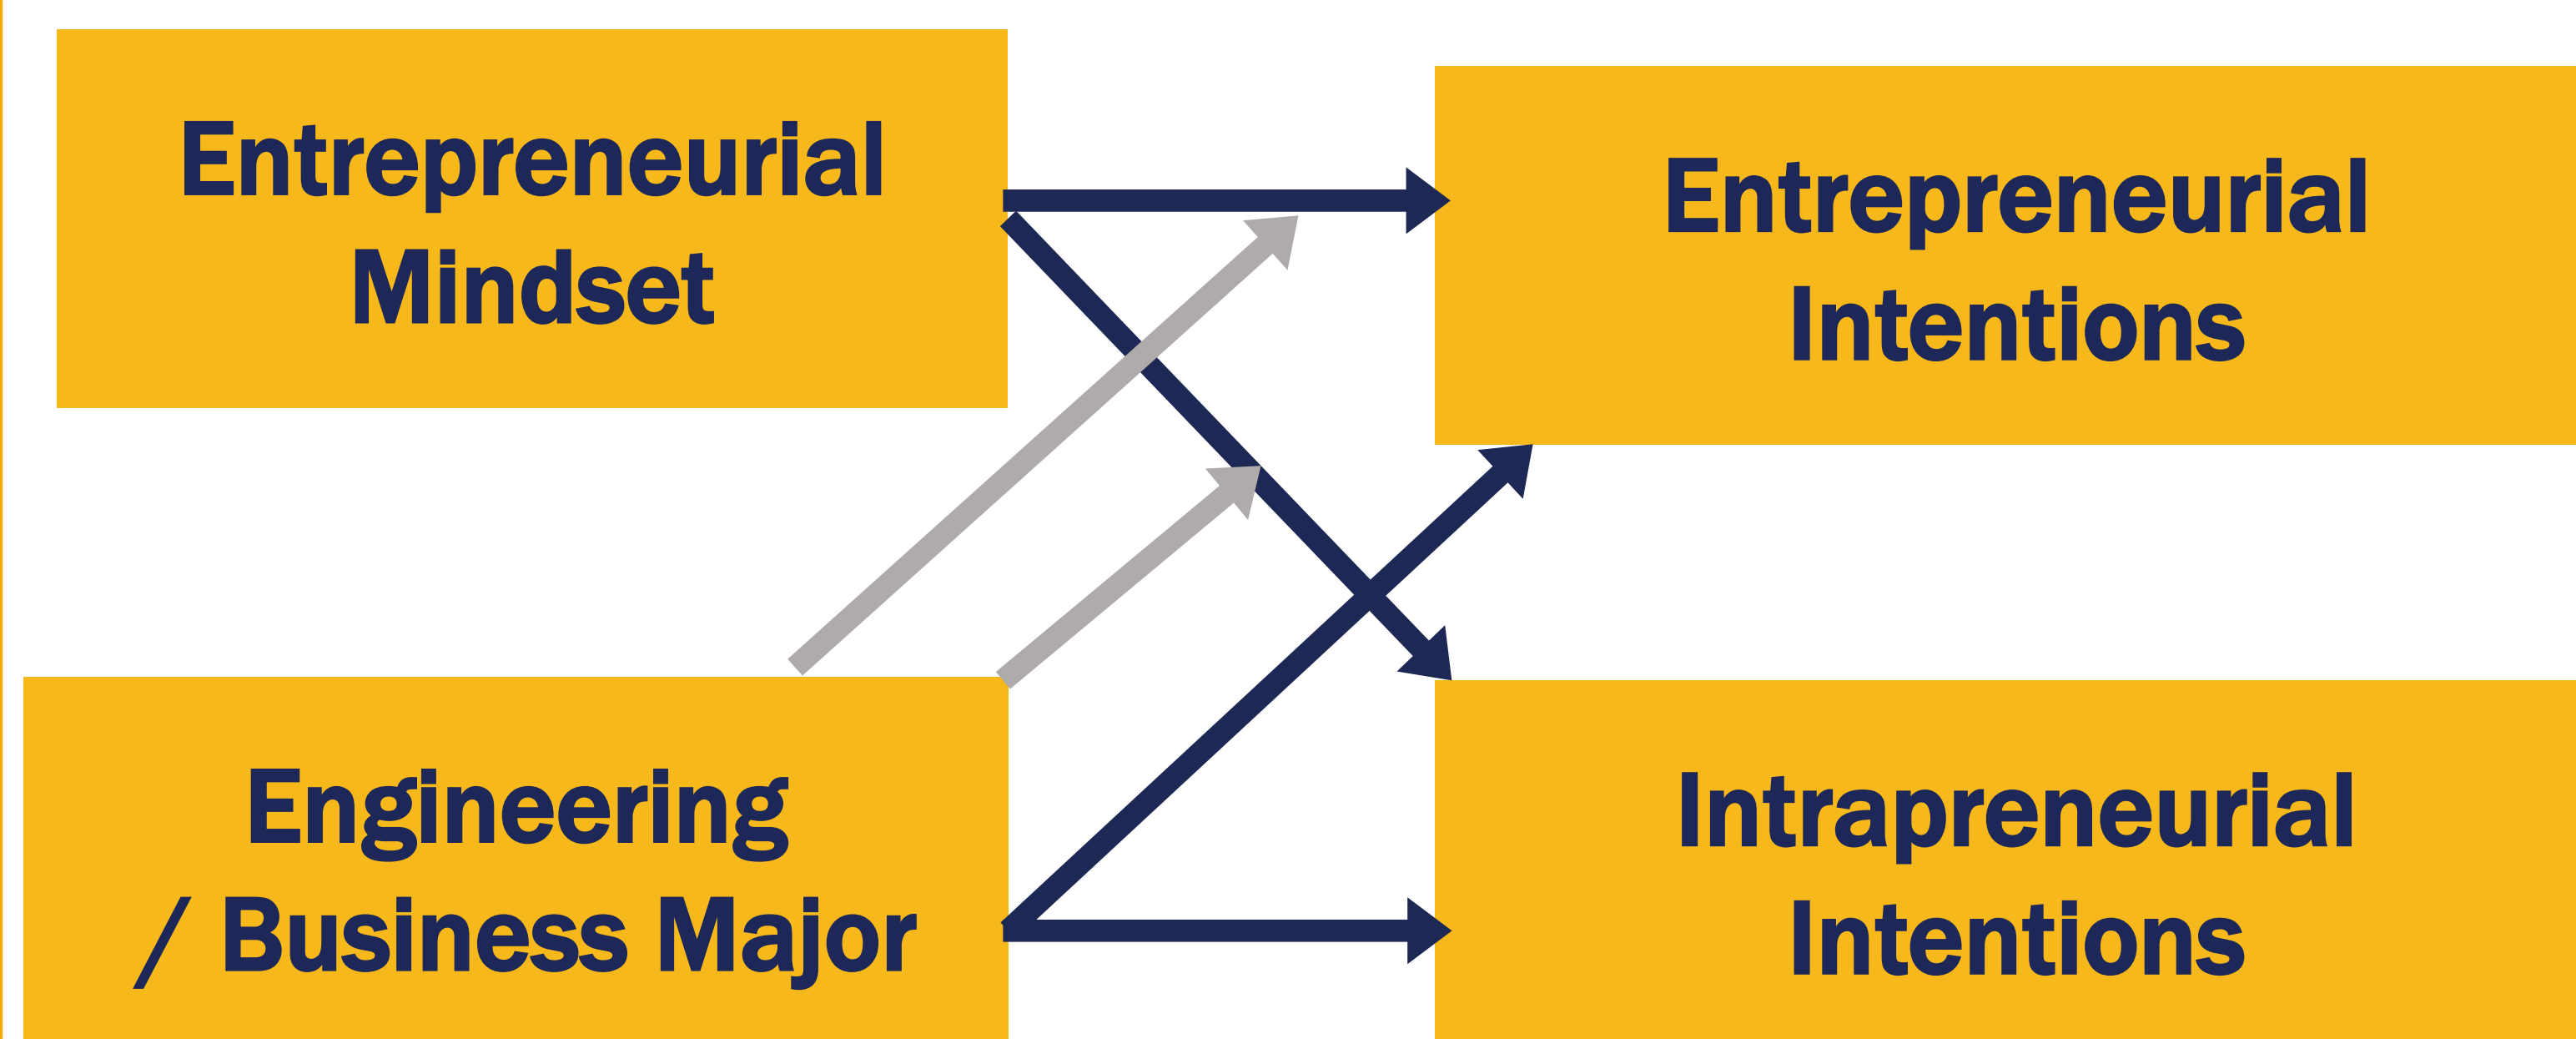 Entrepreneurial
Mindset
Entrepreneurial
Intentions
Engineering
/ Business Major
Intrapreneurial
Intentions